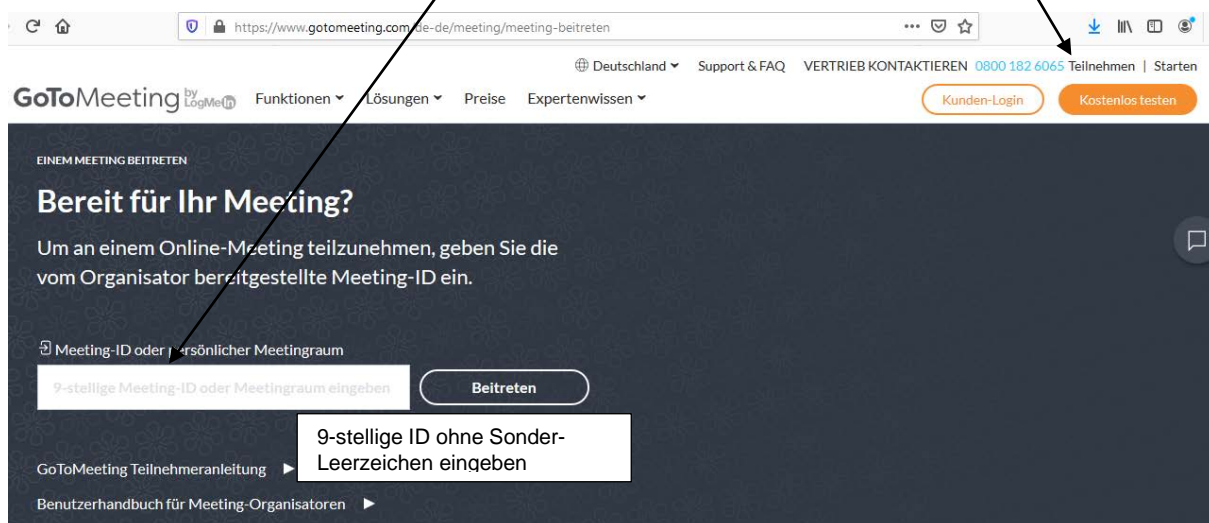 https://www.gotomeeting.com/de-de/meeting/meeting-beitreten
Deutschland Support & FAQ VERTRIEB KONTAKTIEREN 0800 182 6065 Teilnehmen | Starten
GoToMeeting by LogMeIn Funktionen Lösungen Preise Expertenwissen Kunden-Login Kostenlos testen
EINEM MEETING BEITRETEN
Bereit für Ihr Meeting?
Um an einem Online-Meeting teilzunehmen, geben Sie die
vom Organisator bereitgestellte Meeting-ID ein.
Meeting-ID oder persönlicher Meetingraum
9-stellige Meeting-ID oder Meetingraum eingeben Beitreten
9-stellige ID ohne Sonder-
Leerzeichen eingeben
GoToMeeting Teilnehmeranleitung
Benutzerhandbuch für Meeting-Organisatoren